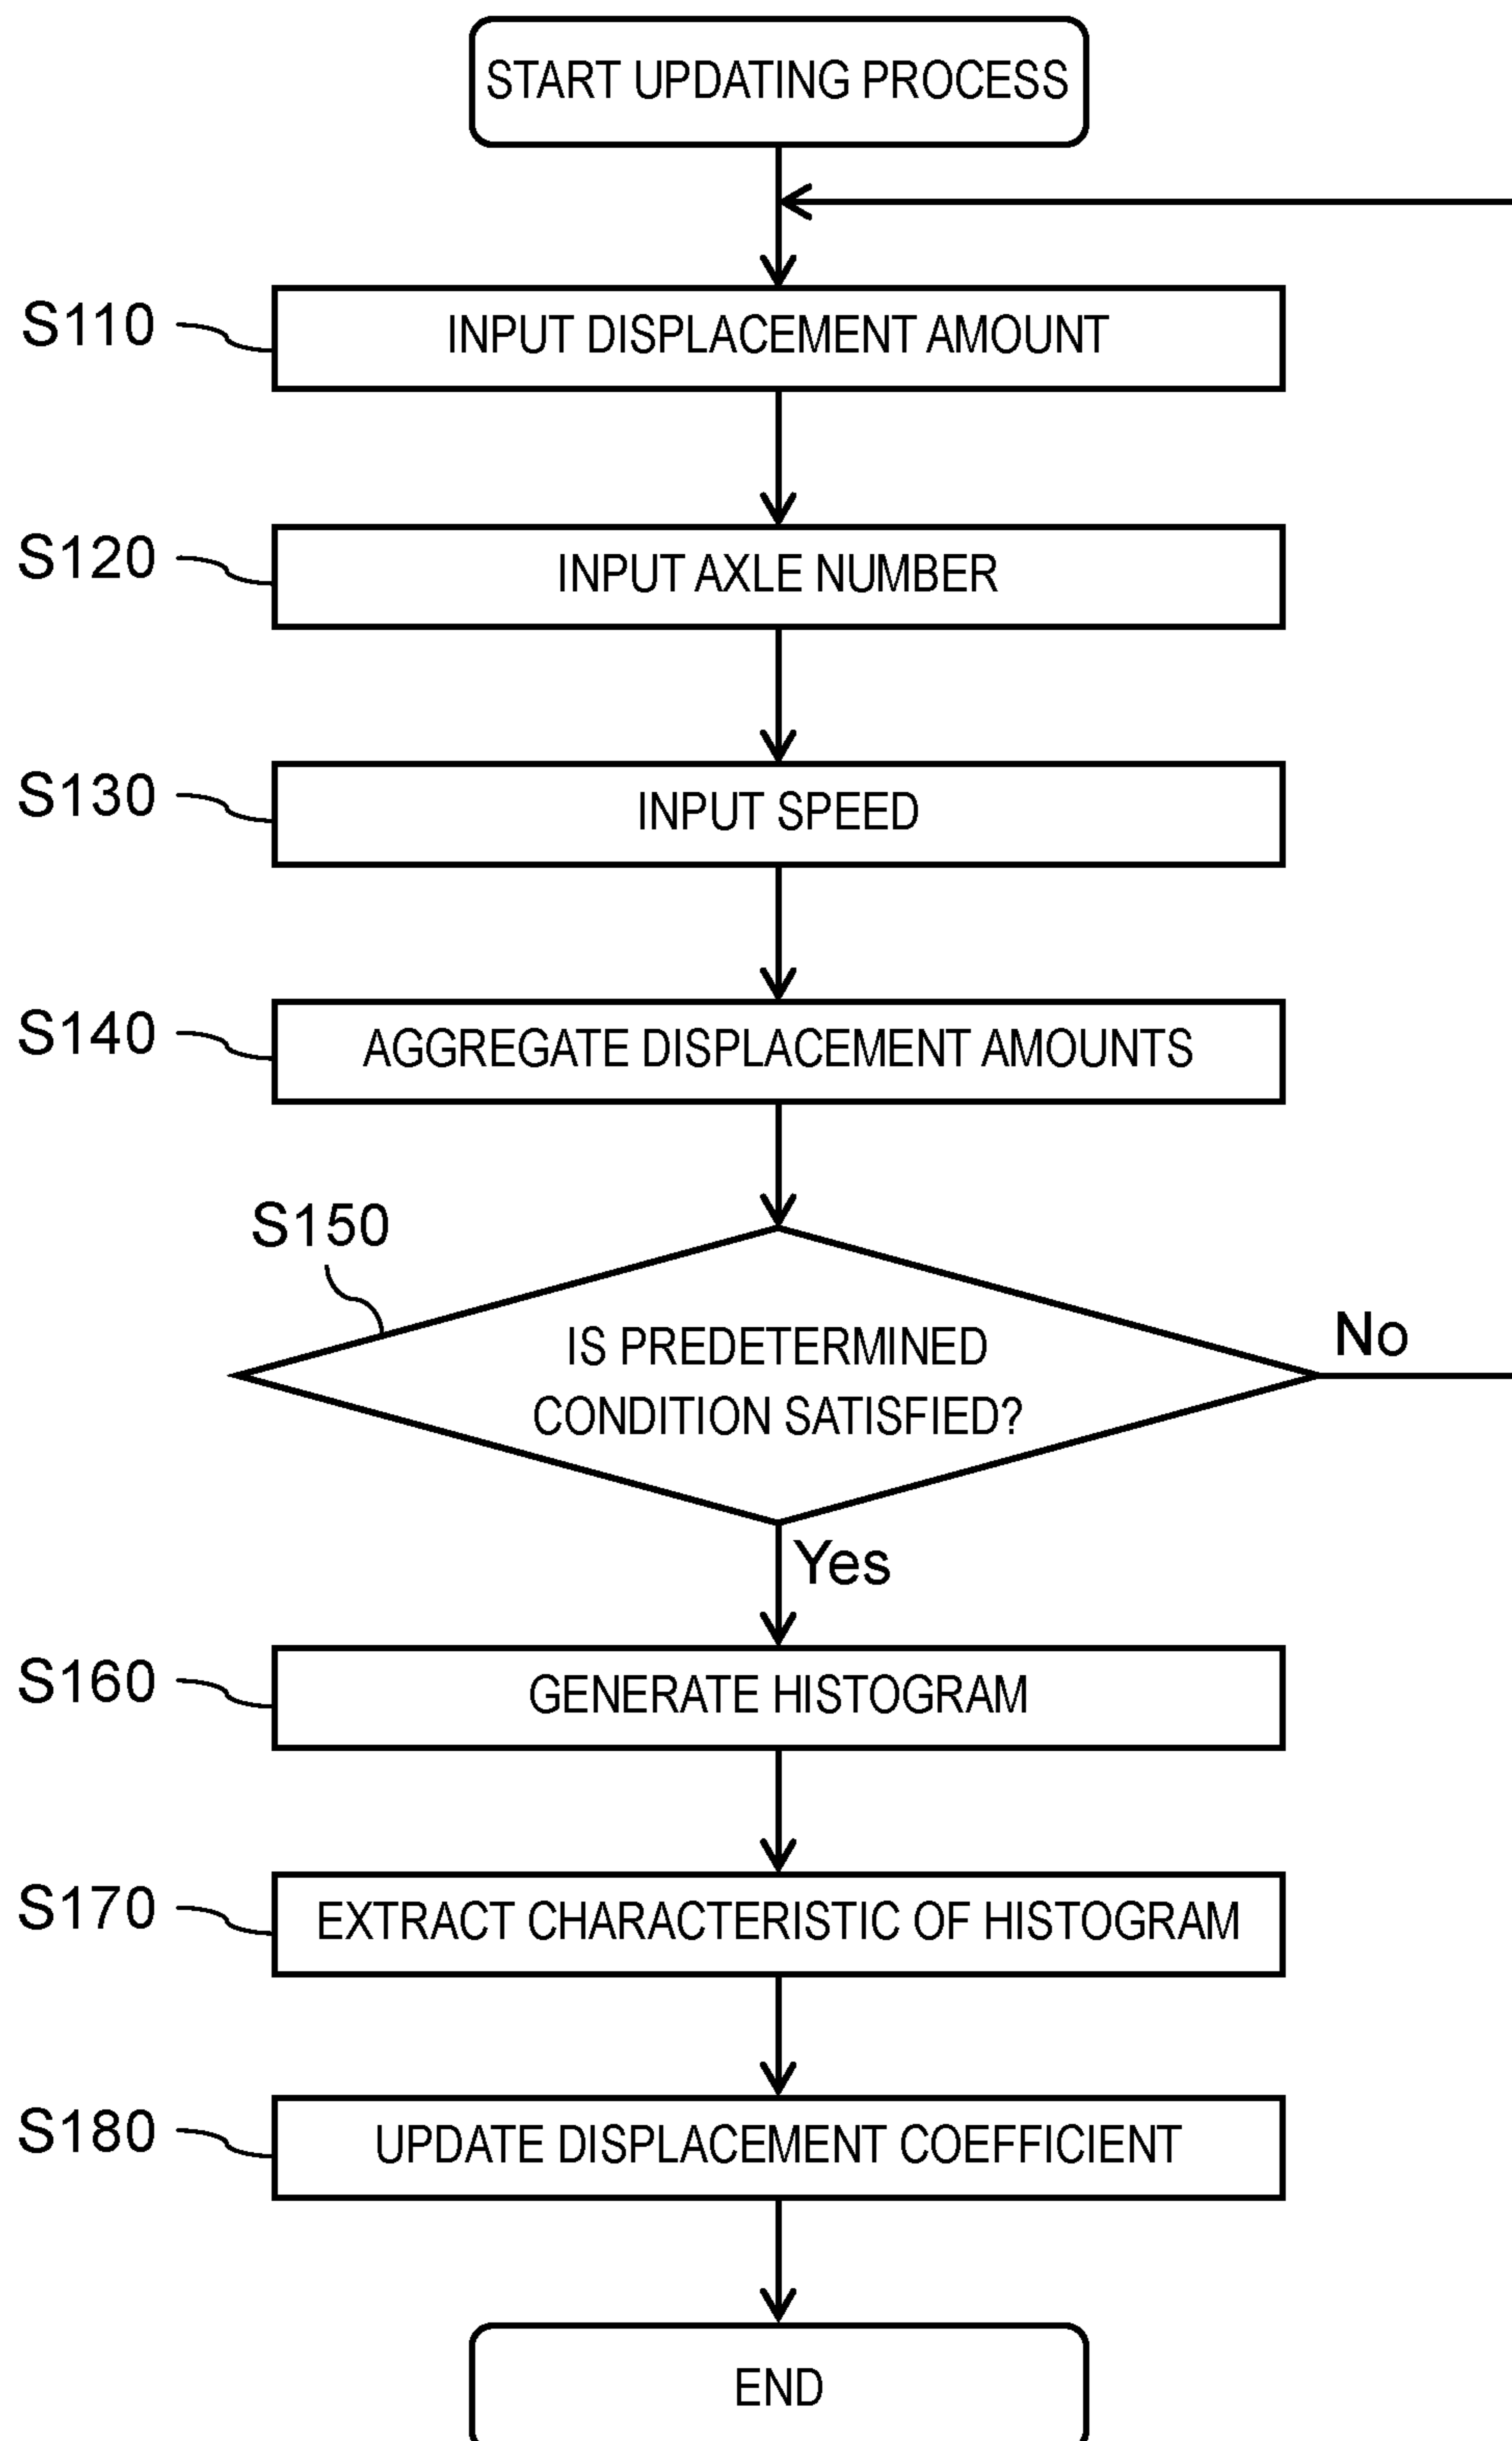 START UPDATING PROCESS
S110
INPUT DISPLACEMENT AMOUNT
S120
INPUT AXLE NUMBER
S130
INPUT SPEED
S140
AGGREGATE DISPLACEMENT AMOUNTS
S150
IS PREDETERMINED
CONDITION SATISFIED?
No
Yes
S160
GENERATE HISTOGRAM
S170
EXTRACT CHARACTERISTIC OF HISTOGRAM
S180
UPDATE DISPLACEMENT COEFFICIENT
END